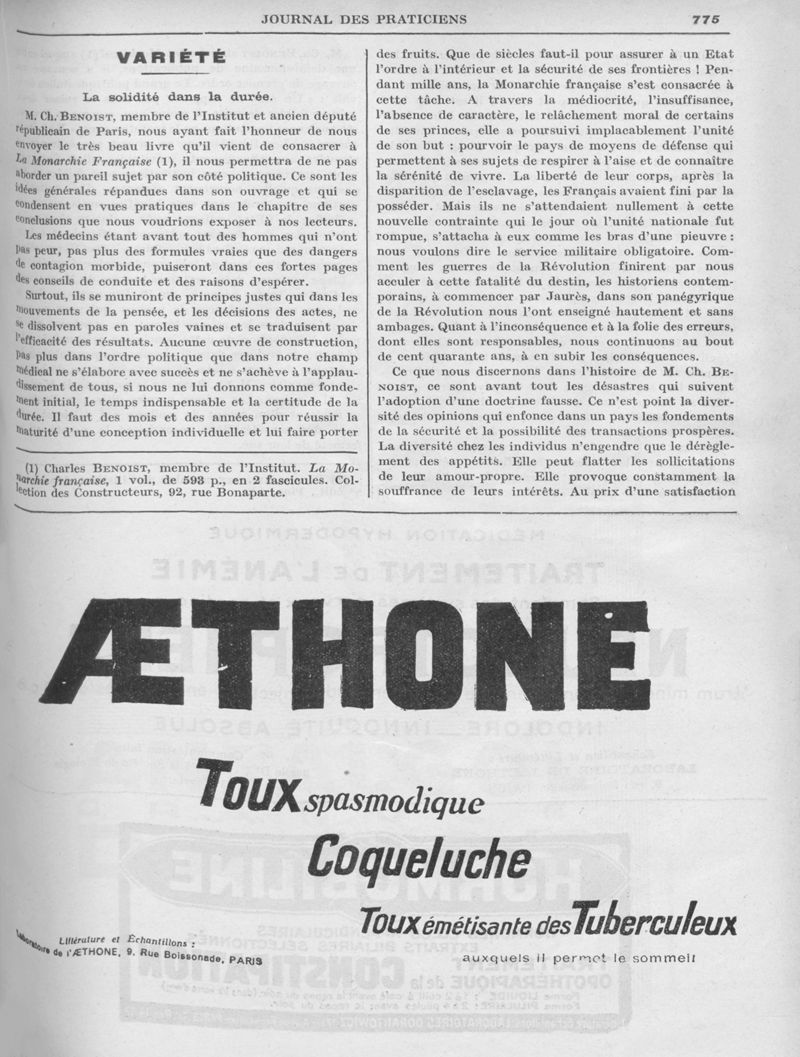 JOURNAL DES PRATICIENS 775
VARIÉTÉ
La solidité dans la durée.
M. Ch. BENOIST, membre de l'Institut et ancien député
républicain de Paris, nous ayant fait l'honneur de nous
envoyer le très beau livre qu'il vient de consacrer à
La Monarchie Française (1), il nous permettra de ne pas
aborder un pareil sujet par son côté politique. Ce sont les
idées générales répandues dans son ouvrage et qui se
condensent en vues pratiques dans le chapitre de ses
conclusions que nous voudrions exposer à nos lecteurs.
Les médecins étant avant tout des hommes qui n'ont
pas peur, pas plus des formules vraies que des dangers
de contagion morbide, puiseront dans ces fortes pages
des conseils de conduite et des raisons d'espérer.
Surtout, ils se muniront de principes justes qui dans les
mouvements de la pensée, et les décisions des actes, ne
se dissolvent pas en paroles vaines et se traduisent par
l'efficacité des résultats. Aucune œuvre de construction,
pas plus dans l'ordre politique que dans notre champ
médical ne s'élabore avec succès et ne s'achève à l'applau-
dissement de tous, si nous ne lui donnons comme fonde-
ment initial, le temps indispensable et la certitude de la
durée. Il faut des mois et des années pour réussir la
maturité d'une conception individuelle et lui faire porter
(1) Charles BENOIST, membre de l'Institut. La Mo-
narchie française, 1 vol., de 593 p., en 2 fascicules. Col-
lection des Constructeurs, 92, rue Bonaparte.
des fruits. Que de siècles faut-il pour assurer à un Etat
l'ordre à l'intérieur et la sécurité de ses frontières ! Pen-
dant mille ans, la Monarchie française s'est consacrée à
cette tâche. A travers la médiocrité, l'insuffisance,
l'absence de caractère, le relâchement moral de certains
de ses princes, elle a poursuivi implacablement l'unité
de son but : pourvoir le pays de moyens de défense qui
permettent à ses sujets de respirer à l'aise et de connaître
la sérénité de vivre. La liberté de leur corps, après la
disparition de l'esclavage, les Français avaient fini par la
posséder. Mais ils ne s'attendaient nullement à cette
nouvelle contrainte qui le jour où l'unité nationale fut
rompue, s'attacha à eux comme les bras d'une pieuvre :
nous voulons dire le service militaire obligatoire. Com-
ment les guerres de la Révolution finirent par nous
acculer à cette fatalité du destin, les historiens contem-
porains, à commencer par Jaurès, dans son panégyrique
de la Révolution nous l'ont enseigné hautement et sans
ambages. Quant à l'inconséquence et à la folie des erreurs,
dont elles sont responsables, nous continuons au bout
de cent quarante ans, à en subir les conséquences.
Ce que nous discernons dans l'histoire de M. Ch. BE-
NOIST, ce sont avant tout les désastres qui suivent
l'adoption d'une doctrine fausse. Ce n'est point la diver-
sité des opinions qui enfonce dans un pays les fondements
de la sécurité et la possibilité des transactions prospères.
La diversité chez les individus n'engendre que le dérègle-
ment des appétits. Elle peut flatter les sollicitations
de leur amour-propre. Elle provoque constamment la
souffrance de leurs intérêts. Au prix d'une satisfaction
ÆTHONE
Toux spasmodique
Coqueluche
Toux émétisante des Tuberculeux
auxquels il permet le sommeil
Littérature et Échantillons :
Laboratoire de l'ÆTHONE, 9, Rue Boissonade, PARIS